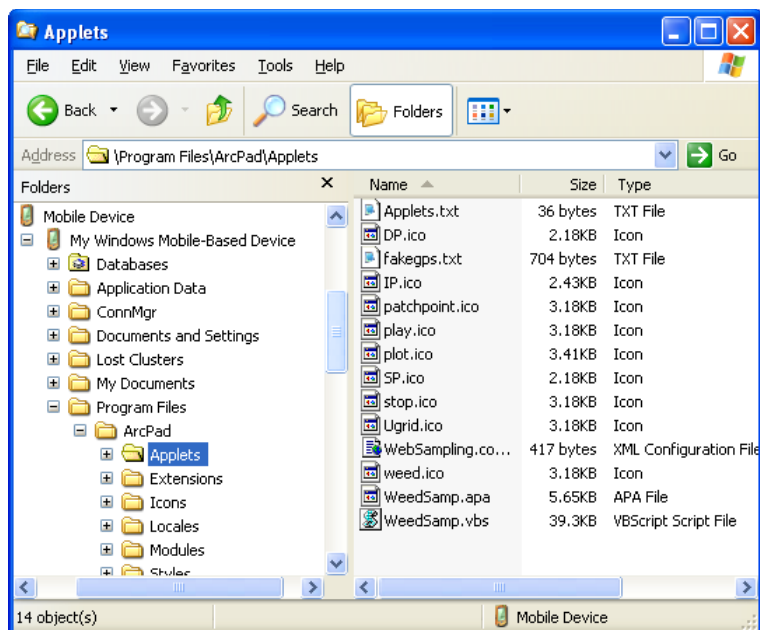 Applets
File Edit View Favorites Tools Help
Back Search Folders
Address \Program Files\ArcPad\Applets Go
Folders
Mobile Device
My Windows Mobile-Based Device
Databases
Application Data
ConnMgr
Documents and Settings
Lost Clusters
My Documents
Program Files
ArcPad
Applets
Extensions
Icons
Locales
Modules
Styles
Name Size Type
Applets.txt 36 bytes TXT File
DP.ico 2.18KB Icon
fakegps.txt 704 bytes TXT File
IP.ico 2.43KB Icon
patchpoint.ico 3.18KB Icon
play.ico 3.18KB Icon
plot.ico 3.41KB Icon
SP.ico 2.18KB Icon
stop.ico 3.18KB Icon
Ugrid.ico 3.18KB Icon
WebSampling.co... 417 bytes XML Configuration File
weed.ico 3.18KB Icon
WeedSamp.apa 5.65KB APA File
WeedSamp.vbs 39.3KB VBScript Script File
14 object(s) Mobile Device